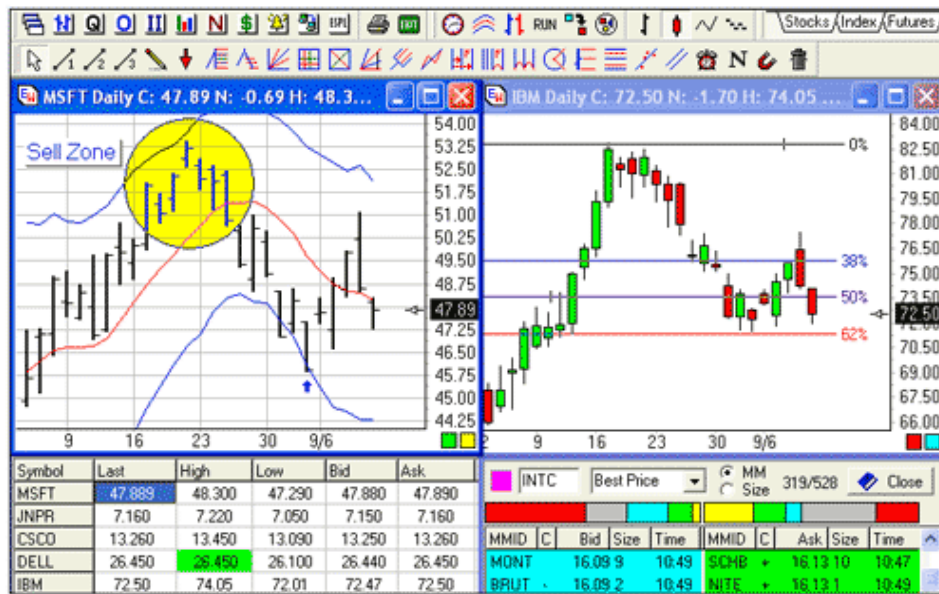 Q O II N $ ESPL TEXT RUN Stocks Index Futures
1 2 3 N
MSFT Daily C: 47.89 N: -0.69 H: 48.3...
IBM Daily C: 72.50 N: -1.70 H: 74.05 ...
Sell Zone
54.00
53.25
52.50
51.75
51.00
50.25
49.50
48.75
47.89
47.25
46.50
45.75
45.00
44.25
9 16 23 30 9/6
84.00
82.50
81.00
79.50
78.00
76.50
75.00
73.50
72.50
70.50
69.00
67.50
66.00
0%
38%
50%
62%
2 9 16 23 30 9/6
Symbol Last High Low Bid Ask
MSFT 47.889 48.300 47.290 47.880 47.890
JNPR 7.160 7.220 7.050 7.150 7.160
CSCO 13.260 13.450 13.090 13.250 13.260
DELL 26.450 26.450 26.100 26.440 26.450
IBM 72.50 74.05 72.01 72.47 72.50
INTC Best Price MM Size 319/528 Close
MMID C Bid Size Time MMID C Ask Size Time
MONT 16.09 9 10:49 SCHB + 16.13 10 10:47
BRUT - 16.09 2 10:49 NITE + 16.13 1 10:49